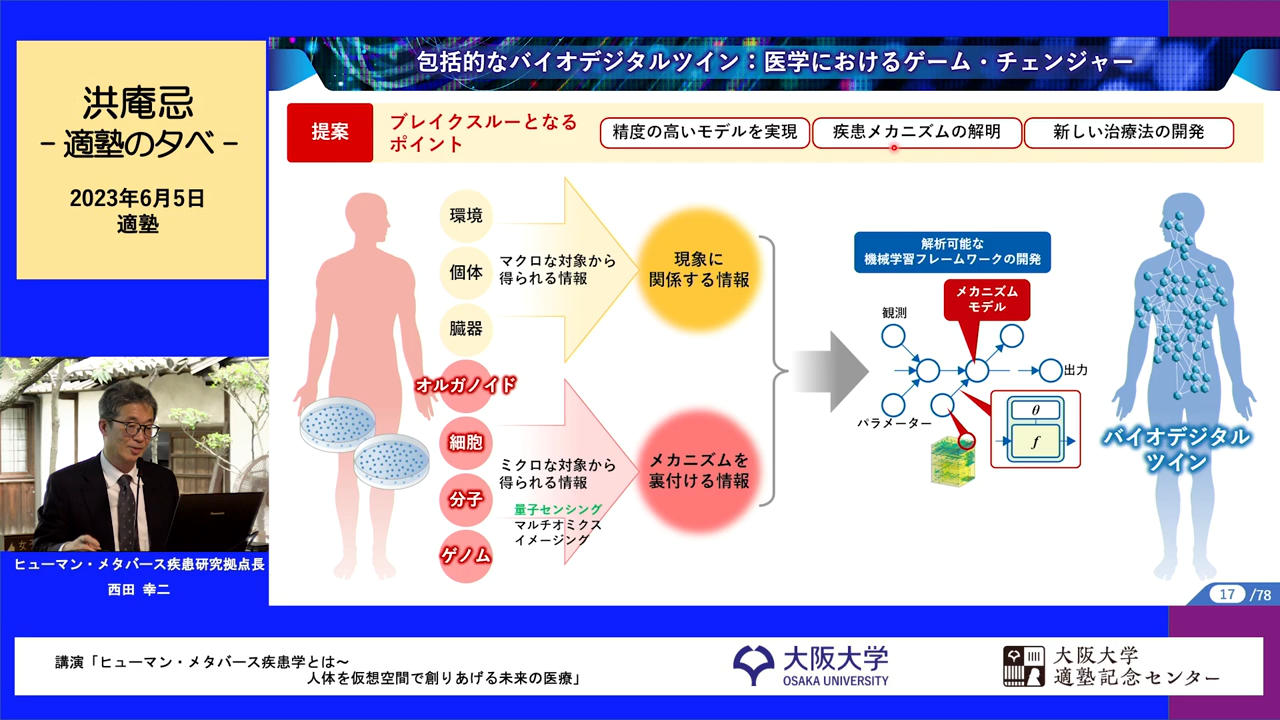 洪庵忌
- 適塾の夕べ -
2023年6月5日
適塾
包括的なバイオデジタルツイン：医学におけるゲーム・チェンジャー
提案
ブレイクスルーとなる
ポイント
精度の高いモデルを実現
疾患メカニズムの解明
新しい治療法の開発
環境
個体
臓器
オルガノイド
細胞
分子
ゲノム
マクロな対象から
得られる情報
ミクロな対象から
得られる情報
量子センシング
マルチオミクス
イメージング
現象に
関係する情報
メカニズムを
裏付ける情報
解析可能な
機械学習フレームワークの開発
メカニズム
モデル
観測
出力
パラメーター
θ
f
バイオデジタル
ツイン
17 /78
ヒューマン・メタバース疾患研究拠点長
西田 幸二
講演「ヒューマン・メタバース疾患学とは～
人体を仮想空間で創りあげる未来の医療」
大阪大学
OSAKA UNIVERSITY
大阪大学
適塾記念センター